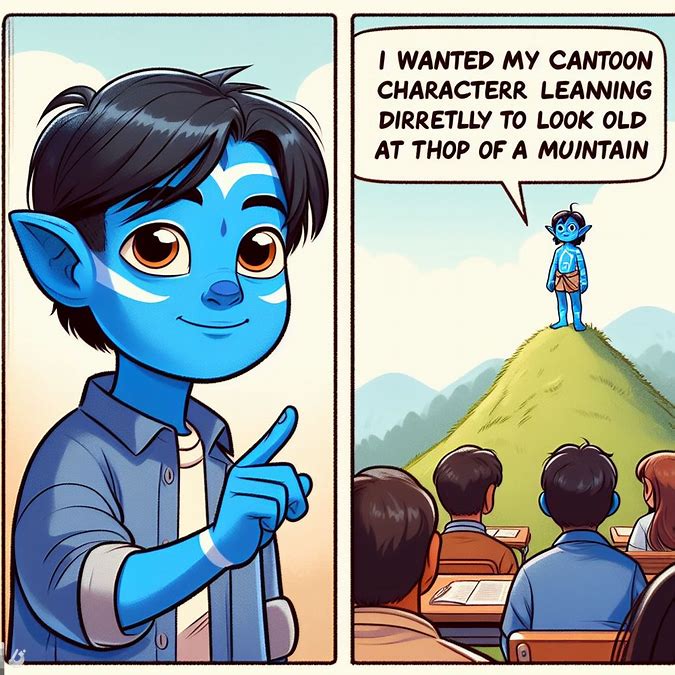 I WANTED MY CANTOON
CHARACTERR LEANNING
DIRRETLLY TO LOOK OLD
AT THOP OF A MUINTAIN